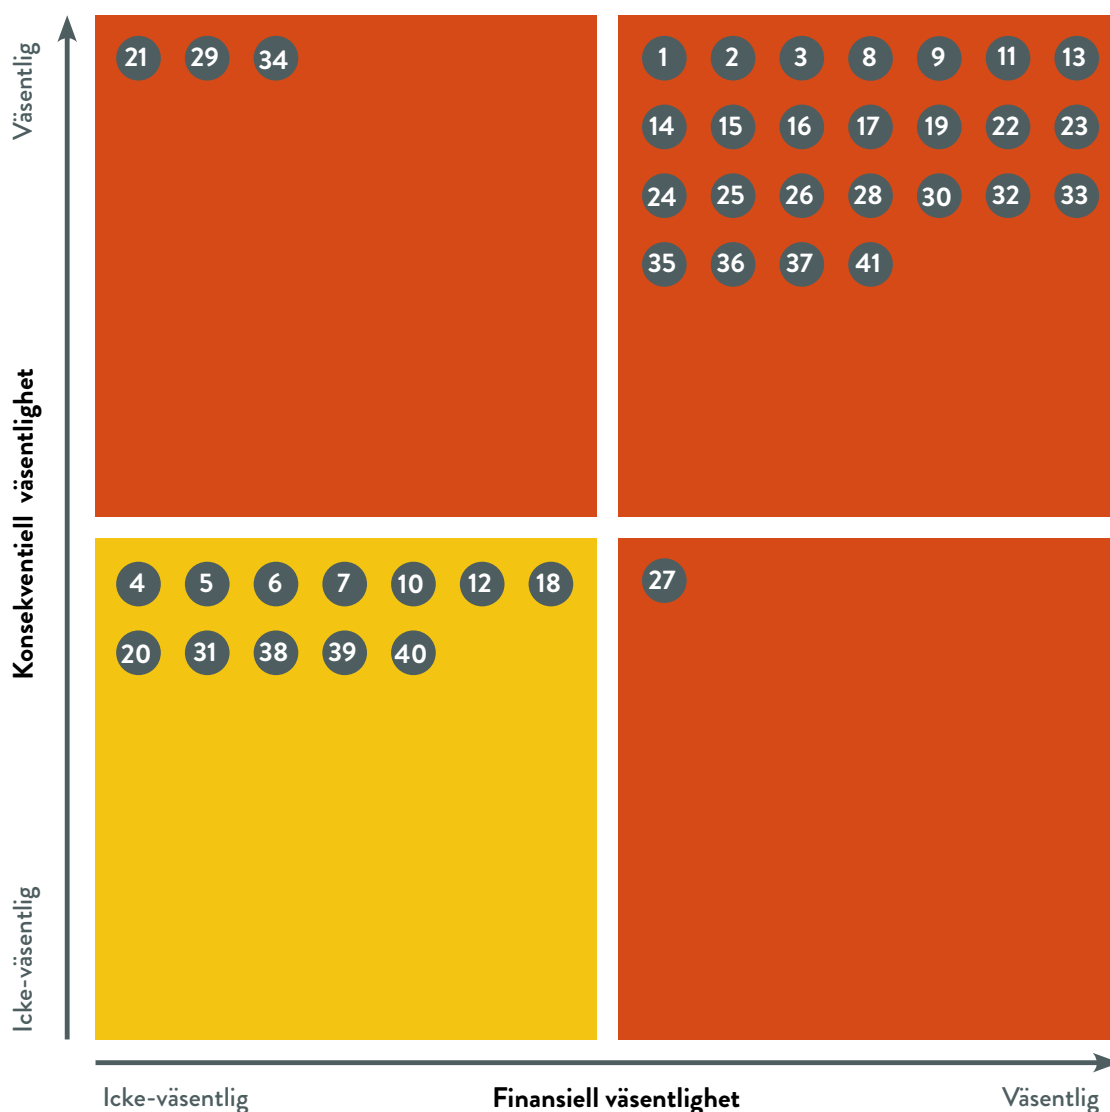 Väsentlig
Konsekventiell väsentlighet
Icke-väsentlig
21 29 34
1 2 3 8 9 11 13
14 15 16 17 19 22 23
24 25 26 28 30 32 33
35 36 37 41
4 5 6 7 10 12 18
20 31 38 39 40
27
Icke-väsentlig
Finansiell väsentlighet
Väsentlig